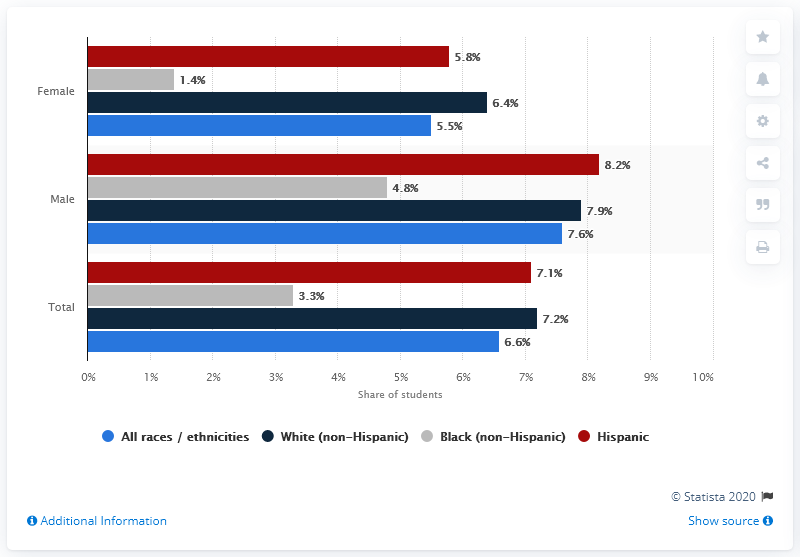 Female
5.8%
1.4%
6.4%
5.5%
Male
8.2%
4.8%
7.9%
7.6%
Total
7.1%
3.3%
7.2%
6.6%
0% 1% 2% 3% 4% 5% 6% 7% 8% 9% 10%
Share of students
All races / ethnicities White (non-Hispanic) Black (non-Hispanic) Hispanic
© Statista 2020
Additional Information Show source